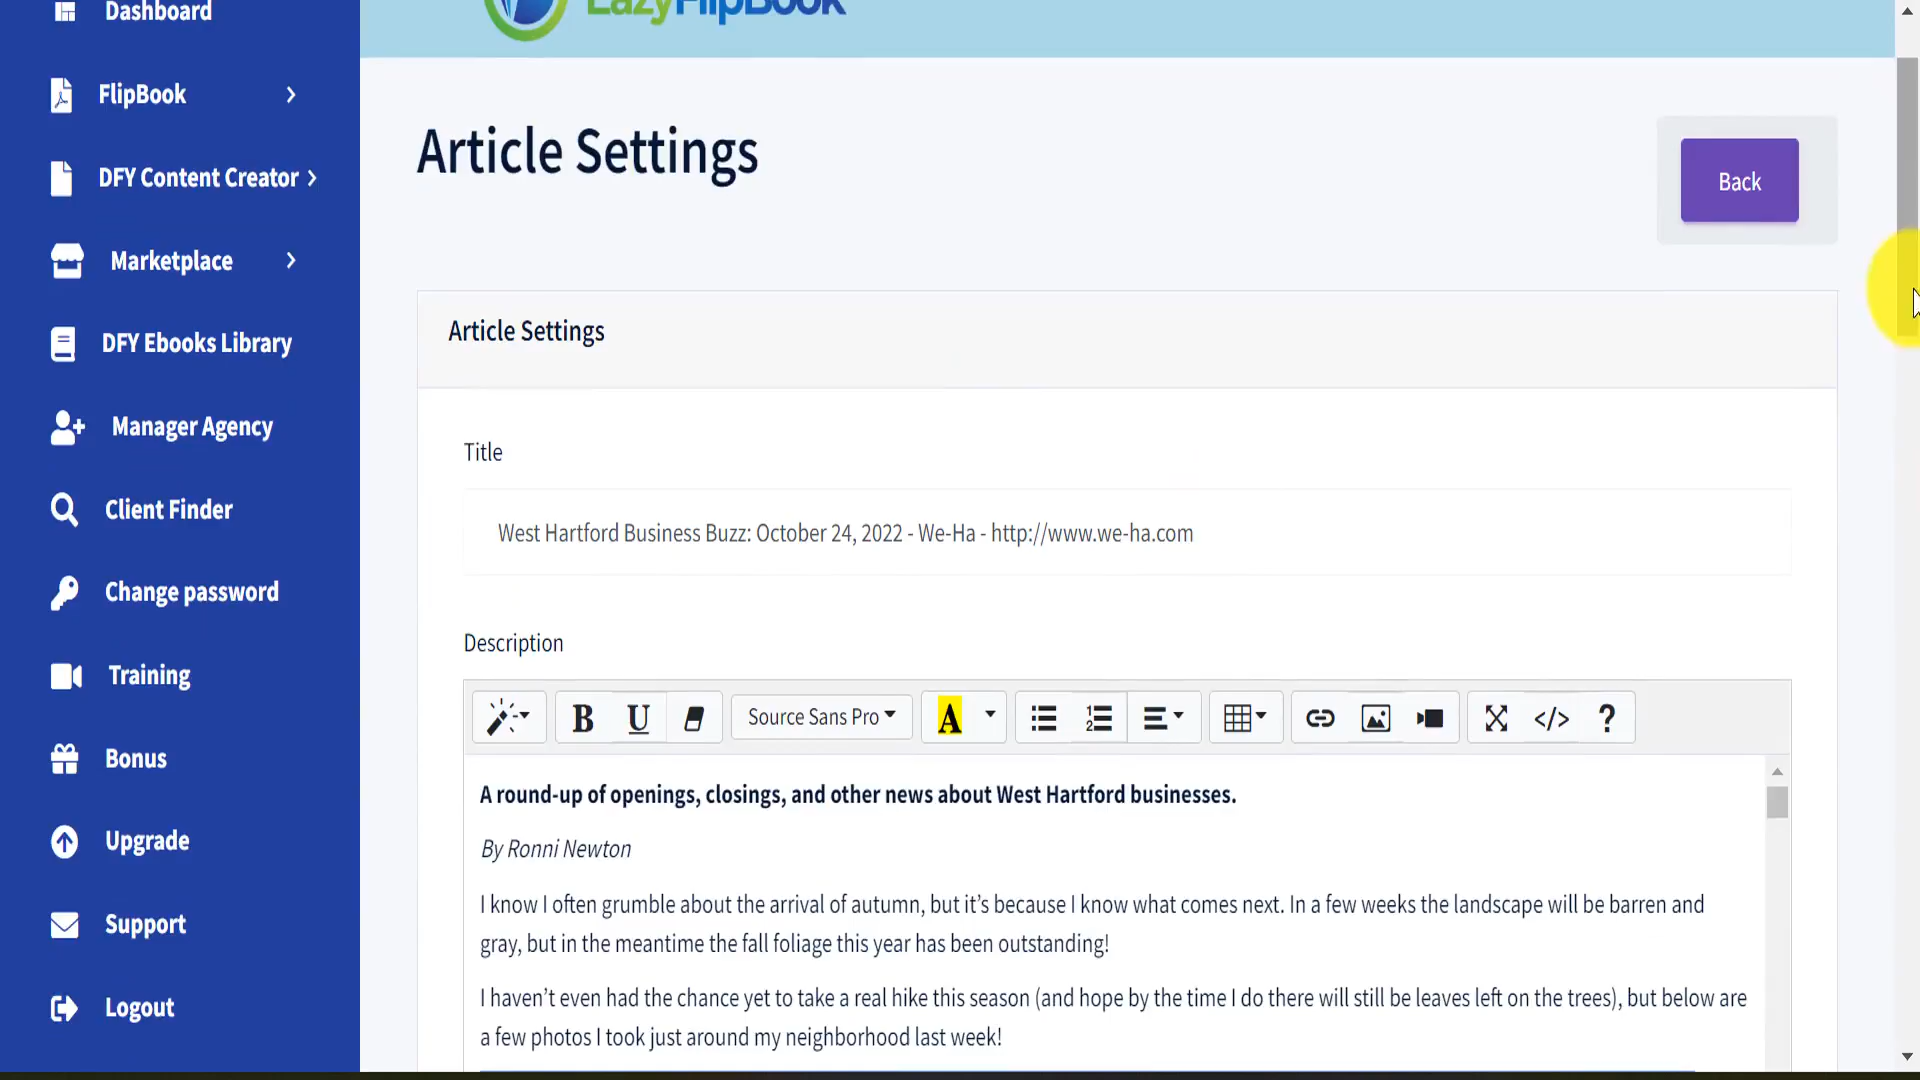 Dashboard
LazyFlipBook
FlipBook
Article Settings
DFY Content Creator
Back
Marketplace
Article Settings
DFY Ebooks Library
Manager Agency
Title
Client Finder
West Hartford Business Buzz: October 24, 2022 - We-Ha - http://www.we-ha.com
Change password
Description
Training
B U Source Sans Pro A </> ?
Bonus
A round-up of openings, closings, and other news about West Hartford businesses.
Upgrade
By Ronni Newton
I know I often grumble about the arrival of autumn, but it’s because I know what comes next. In a few weeks the landscape will be barren and
Support
gray, but in the meantime the fall foliage this year has been outstanding!
I haven’t even had the chance yet to take a real hike this season (and hope by the time I do there will still be leaves left on the trees), but below are
Logout
a few photos I took just around my neighborhood last week!